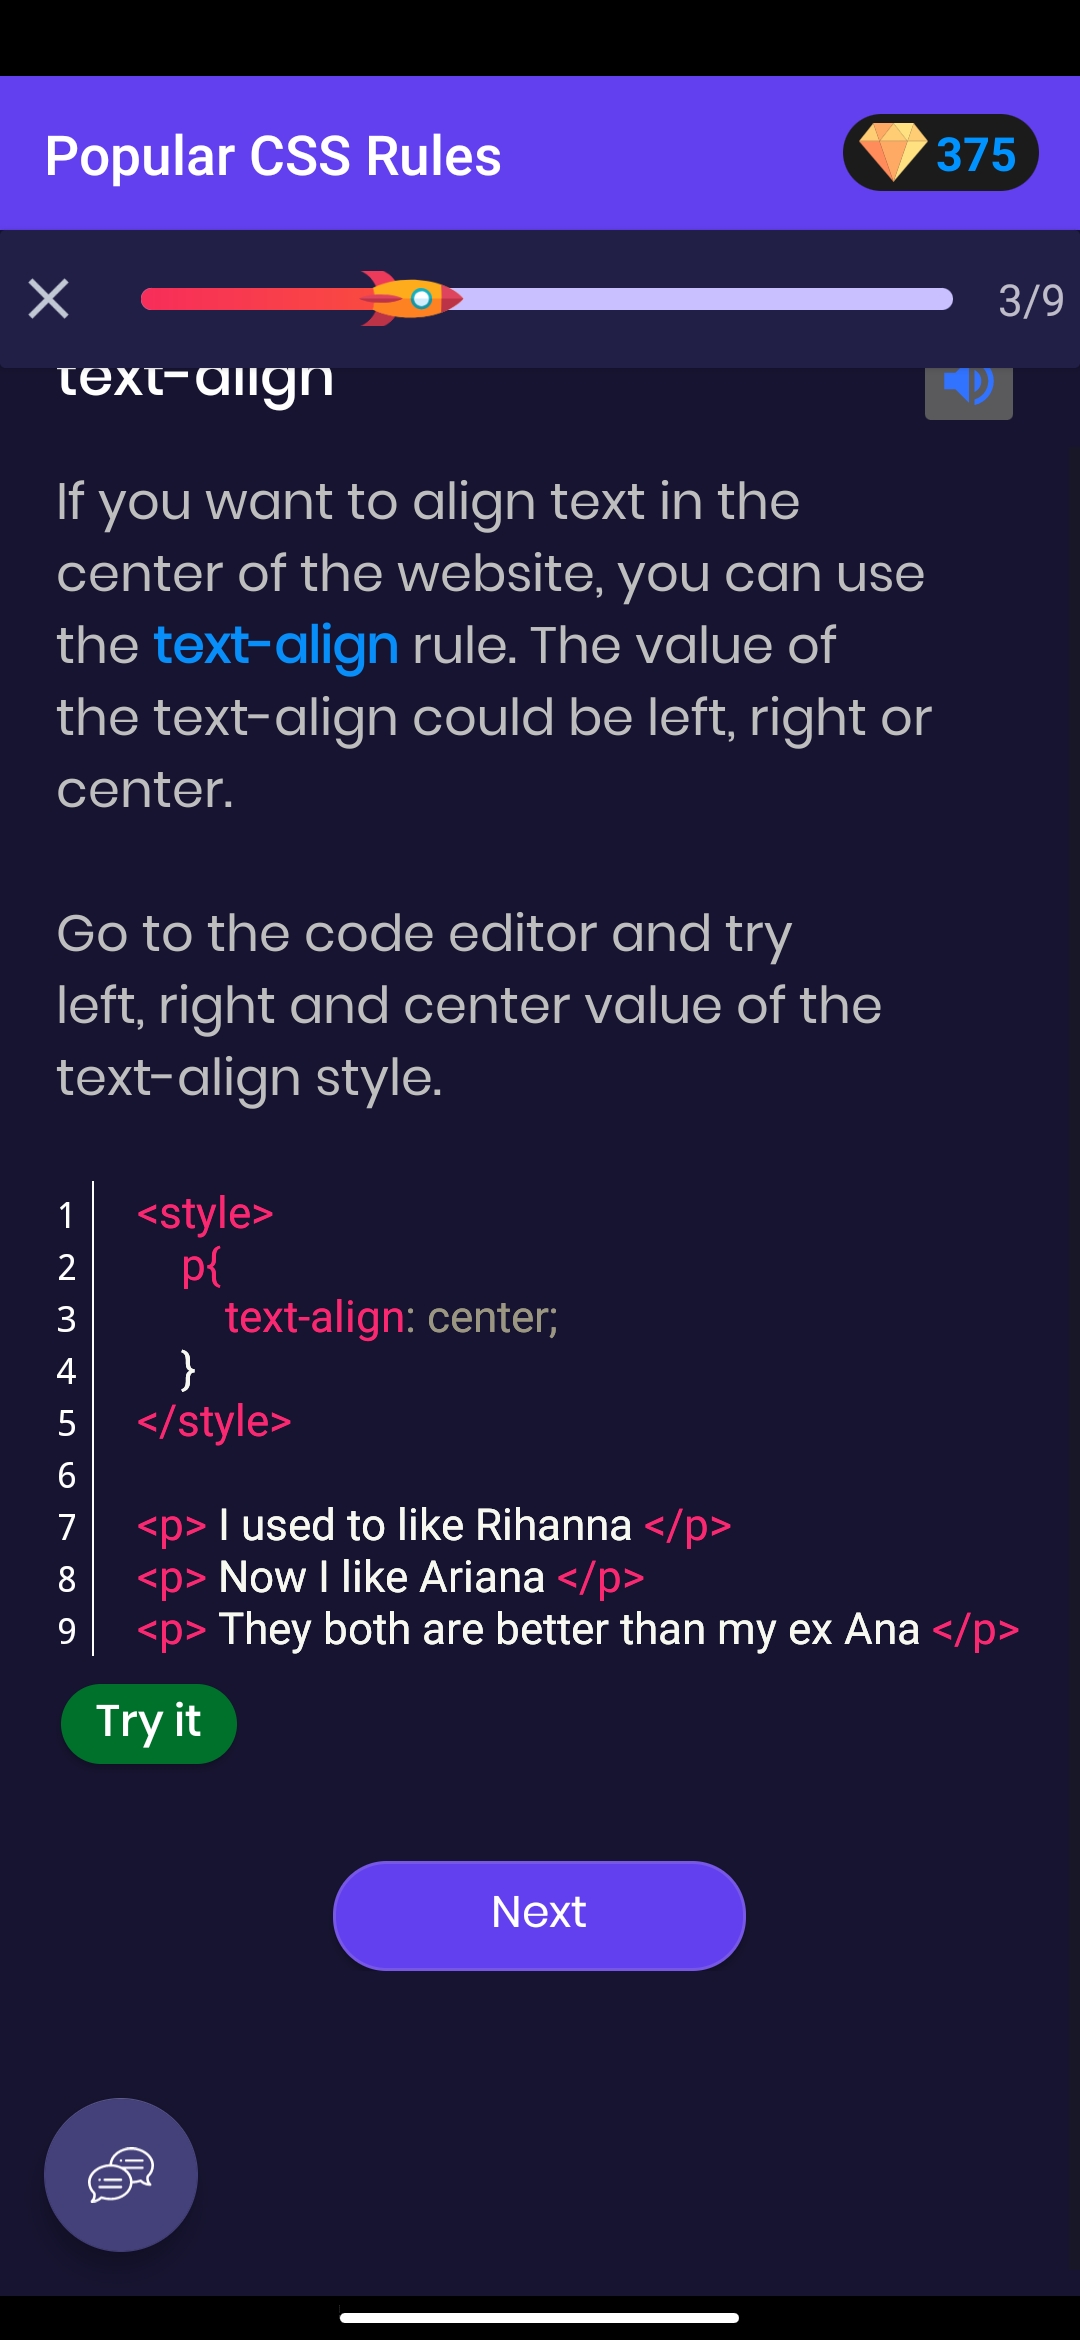 Popular CSS Rules
375
3/9
text-align
If you want to align text in the
center of the website, you can use
the text-align rule. The value of
the text-align could be left, right or
center.
Go to the code editor and try
left, right and center value of the
text-align style.
1 <style>
2 p{
3 text-align: center;
4 }
5 </style>
6
7 <p> I used to like Rihanna </p>
8 <p> Now I like Ariana </p>
9 <p> They both are better than my ex Ana </p>
Try it
Next